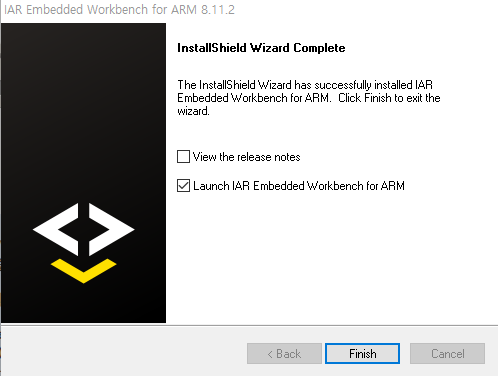 IAR Embedded Workbench for ARM 8.11.2
InstallShield Wizard Complete
The InstallShield Wizard has successfully installed IAR
Embedded Workbench for ARM. Click Finish to exit the
wizard.
View the release notes
Launch IAR Embedded Workbench for ARM
< Back
Finish
Cancel